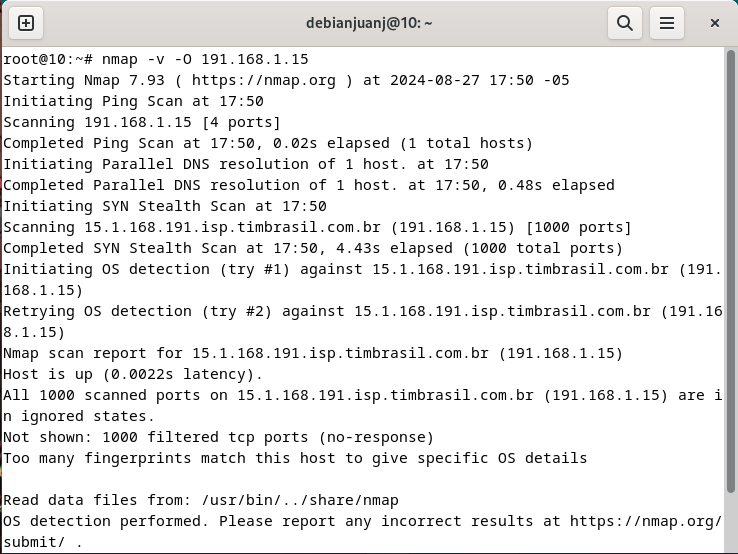 debianjuanj@10: ~
root@10:~# nmap -v -O 191.168.1.15
Starting Nmap 7.93 ( https://nmap.org ) at 2024-08-27 17:50 -05
Initiating Ping Scan at 17:50
Scanning 191.168.1.15 [4 ports]
Completed Ping Scan at 17:50, 0.02s elapsed (1 total hosts)
Initiating Parallel DNS resolution of 1 host. at 17:50
Completed Parallel DNS resolution of 1 host. at 17:50, 0.48s elapsed
Initiating SYN Stealth Scan at 17:50
Scanning 15.1.168.191.isp.timbrasil.com.br (191.168.1.15) [1000 ports]
Completed SYN Stealth Scan at 17:50, 4.43s elapsed (1000 total ports)
Initiating OS detection (try #1) against 15.1.168.191.isp.timbrasil.com.br (191.
168.1.15)
Retrying OS detection (try #2) against 15.1.168.191.isp.timbrasil.com.br (191.16
8.1.15)
Nmap scan report for 15.1.168.191.isp.timbrasil.com.br (191.168.1.15)
Host is up (0.0022s latency).
All 1000 scanned ports on 15.1.168.191.isp.timbrasil.com.br (191.168.1.15) are i
n ignored states.
Not shown: 1000 filtered tcp ports (no-response)
Too many fingerprints match this host to give specific OS details
Read data files from: /usr/bin/../share/nmap
OS detection performed. Please report any incorrect results at https://nmap.org/
submit/ .